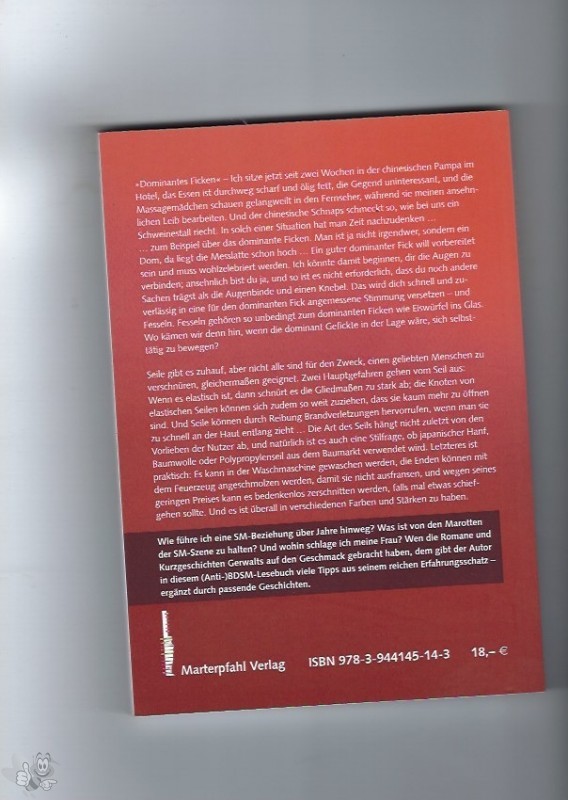 »Dominantes Ficken« – Ich sitze jetzt seit zwei Wochen in der chinesischen Pampa im
Hotel, das Essen ist durchweg scharf und ölig fett, die Gegend uninteressant, und die
Massagemädchen schauen gelangweilt in den Fernseher, während sie meinen ansehn-
lichen Leib bearbeiten. Und der chinesische Schnaps schmeckt so, wie bei uns ein
Schweinestall riecht. In solch einer Situation hat man Zeit nachzudenken ...
... zum Beispiel über das dominante Ficken. Man ist ja nicht irgendwer, sondern ein
Dom, da liegt die Messlatte schon hoch ... Ein guter dominanter Fick will vorbereitet
sein und muss wohlzelebriert werden. Ich könnte damit beginnen, dir die Augen zu
verbinden; ansehnlich bist du ja, und so ist es nicht erforderlich, dass du noch andere
Sachen trägst als die Augenbinde und einen Knebel. Das wird dich schnell und zu-
verlässig in eine für den dominanten Fick angemessene Stimmung versetzen – und
Fesseln. Fesseln gehören so unbedingt zum dominanten Ficken wie Eiswürfel ins Glas.
Wo kämen wir denn hin, wenn die dominant Gefickte in der Lage wäre, sich selbst-
tätig zu bewegen?
Seile gibt es zuhauf, aber nicht alle sind für den Zweck, einen geliebten Menschen zu
verschnüren, gleichermaßen geeignet. Zwei Hauptgefahren gehen vom Seil aus:
Wenn es elastisch ist, dann schnürt es die Gliedmaßen zu stark ab; die Knoten von
elastischen Seilen können sich zudem so weit zuziehen, dass sie kaum mehr zu öffnen
sind. Und Seile können durch Reibung Brandverletzungen hervorrufen, wenn man sie
zu schnell an der Haut entlang zieht ... Die Art des Seils hängt nicht zuletzt von den
Vorlieben der Nutzer ab, und natürlich ist es auch eine Stilfrage, ob japanischer Hanf,
Baumwolle oder Polypropylenseil aus dem Baumarkt verwendet wird. Letzteres ist
praktisch: Es kann in der Waschmaschine gewaschen werden, die Enden können mit
dem Feuerzeug angeschmolzen werden, damit sie nicht ausfransen, und wegen seines
geringen Preises kann es bedenkenlos zerschnitten werden, falls mal etwas schief-
gehen sollte. Und es ist überall in verschiedenen Farben und Stärken zu haben.
Wie führe ich eine SM-Beziehung über Jahre hinweg? Was ist von den Marotten
der SM-Szene zu halten? Und wohin schlage ich meine Frau? Wen die Romane und
Kurzgeschichten Gerwalts auf den Geschmack gebracht haben, dem gibt der Autor
in diesem (Anti-)BDSM-Lesebuch viele Tipps aus seinem reichen Erfahrungsschatz –
ergänzt durch passende Geschichten.
Marterpfahl Verlag ISBN 978-3-944145-14-3 18,– €